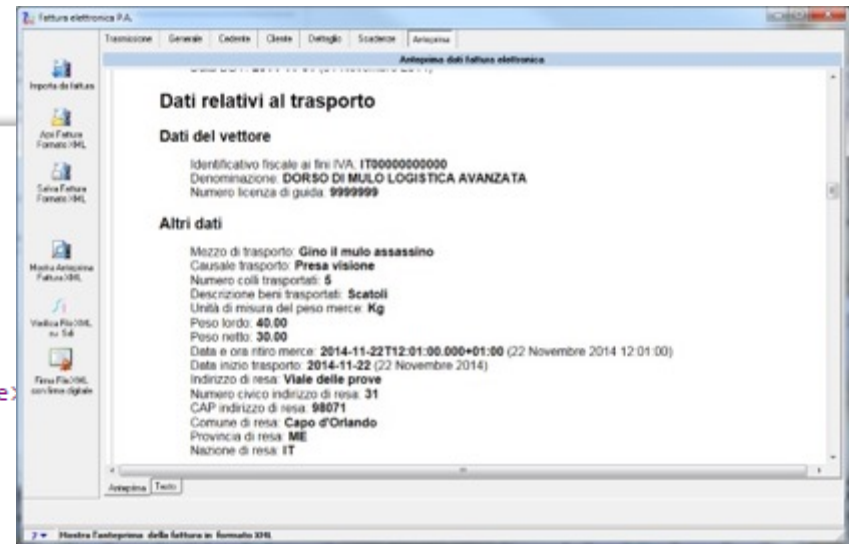 Fattura elettronica P.A.
Trasmissione Generale Cedente Cliente Dettaglio Scadenze Anteprima
Anteprima dati fattura elettronica
Importa da fattura
Apri Fattura
Formato XML
Salva Fattura
Formato XML
Mostra Anteprima
Fattura XML
Verifica File XML
su SdI
Firma File XML
con firma digitale
Dati relativi al trasporto
Dati del vettore
Identificativo fiscale ai fini IVA: IT00000000000
Denominazione: DORSO DI MULO LOGISTICA AVANZATA
Numero licenza di guida: 9999999
Altri dati
Mezzo di trasporto: Gino il mulo assassino
Causale trasporto: Presa visione
Numero colli trasportati: 5
Descrizione beni trasportati: Scatoli
Unità di misura del peso merce: Kg
Peso lordo: 40.00
Peso netto: 30.00
Data e ora ritiro merce: 2014-11-22T12:01:00.000+01:00 (22 Novembre 2014 12:01:00)
Data inizio trasporto: 2014-11-22 (22 Novembre 2014)
Indirizzo di resa: Viale delle prove
Numero civico indirizzo di resa: 31
CAP indirizzo di resa: 98071
Comune di resa: Capo d'Orlando
Provincia di resa: ME
Nazione di resa: IT
e>
Anteprima Testo
? Mostra l'anteprima della fattura in formato XML